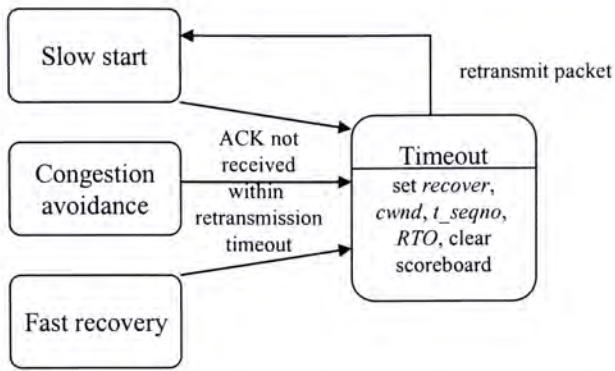 Slow start
retransmit packet
ACK not
received
within
retransmission
timeout
Congestion
avoidance
Timeout
set recover,
cwnd, t_seqno,
RTO, clear
scoreboard
Fast recovery